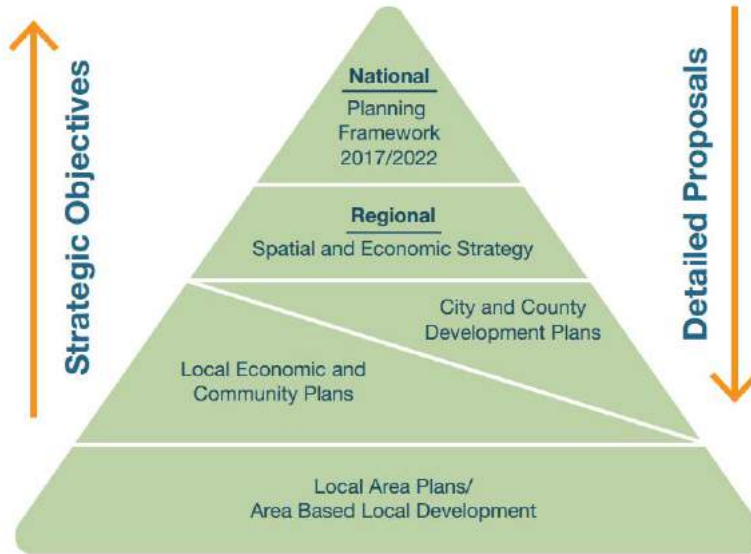 Strategic Objectives
National
Planning
Framework
2017/2022
Regional
Spatial and Economic Strategy
City and County
Development Plans
Local Economic and
Community Plans
Local Area Plans/
Area Based Local Development
Detailed Proposals